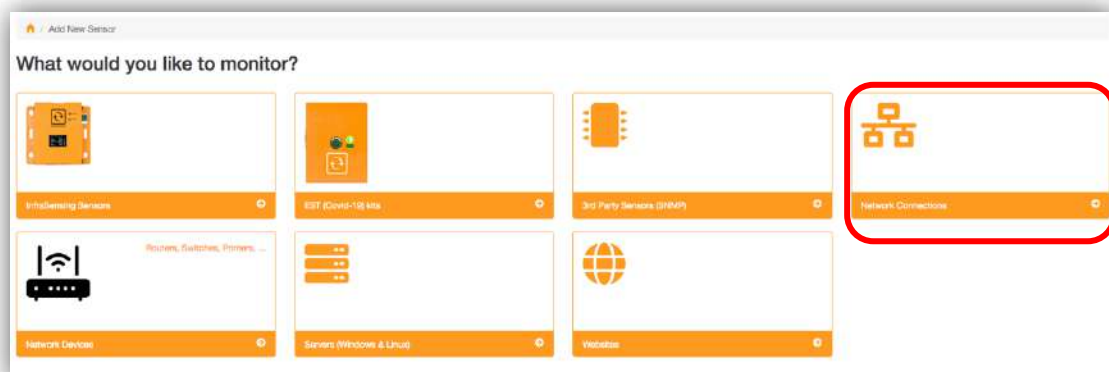 / Add New Sensor
What would you like to monitor?
InfraSensing Sensors
EST (Covid-19) kits
3rd Party Sensors (SNMP)
Network Connections
Routers, Switches, Printers, ...
Network Devices
Servers (Windows & Linux)
Websites